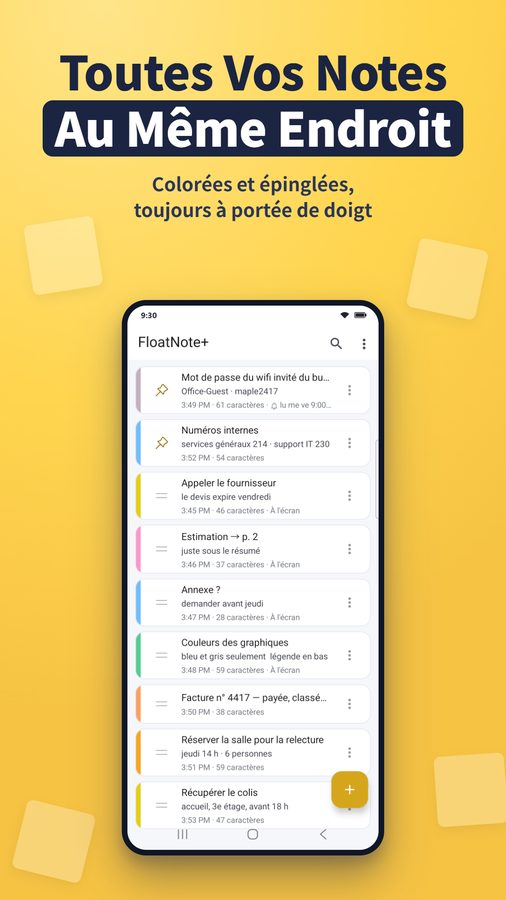 Toutes Vos Notes
Au Même Endroit
Colorées et épinglées,
toujours à portée de doigt
9:30
FloatNote+
Mot de passe du wifi invité du bu…
Office-Guest · maple2417
3:49 PM · 61 caractères · lu me ve 9:00…
Numéros internes
services généraux 214 · support IT 230
3:52 PM · 54 caractères
Appeler le fournisseur
le devis expire vendredi
3:45 PM · 46 caractères · À l'écran
Estimation → p. 2
juste sous le résumé
3:46 PM · 37 caractères · À l'écran
Annexe ?
demander avant jeudi
3:47 PM · 28 caractères · À l'écran
Couleurs des graphiques
bleu et gris seulement  légende en bas
3:48 PM · 59 caractères · À l'écran
Facture n° 4417 — payée, classé…
3:50 PM · 38 caractères
Réserver la salle pour la relecture
jeudi 14 h · 6 personnes
3:51 PM · 59 caractères
Récupérer le colis
accueil, 3e étage, avant 18 h
3:53 PM · 47 caractères